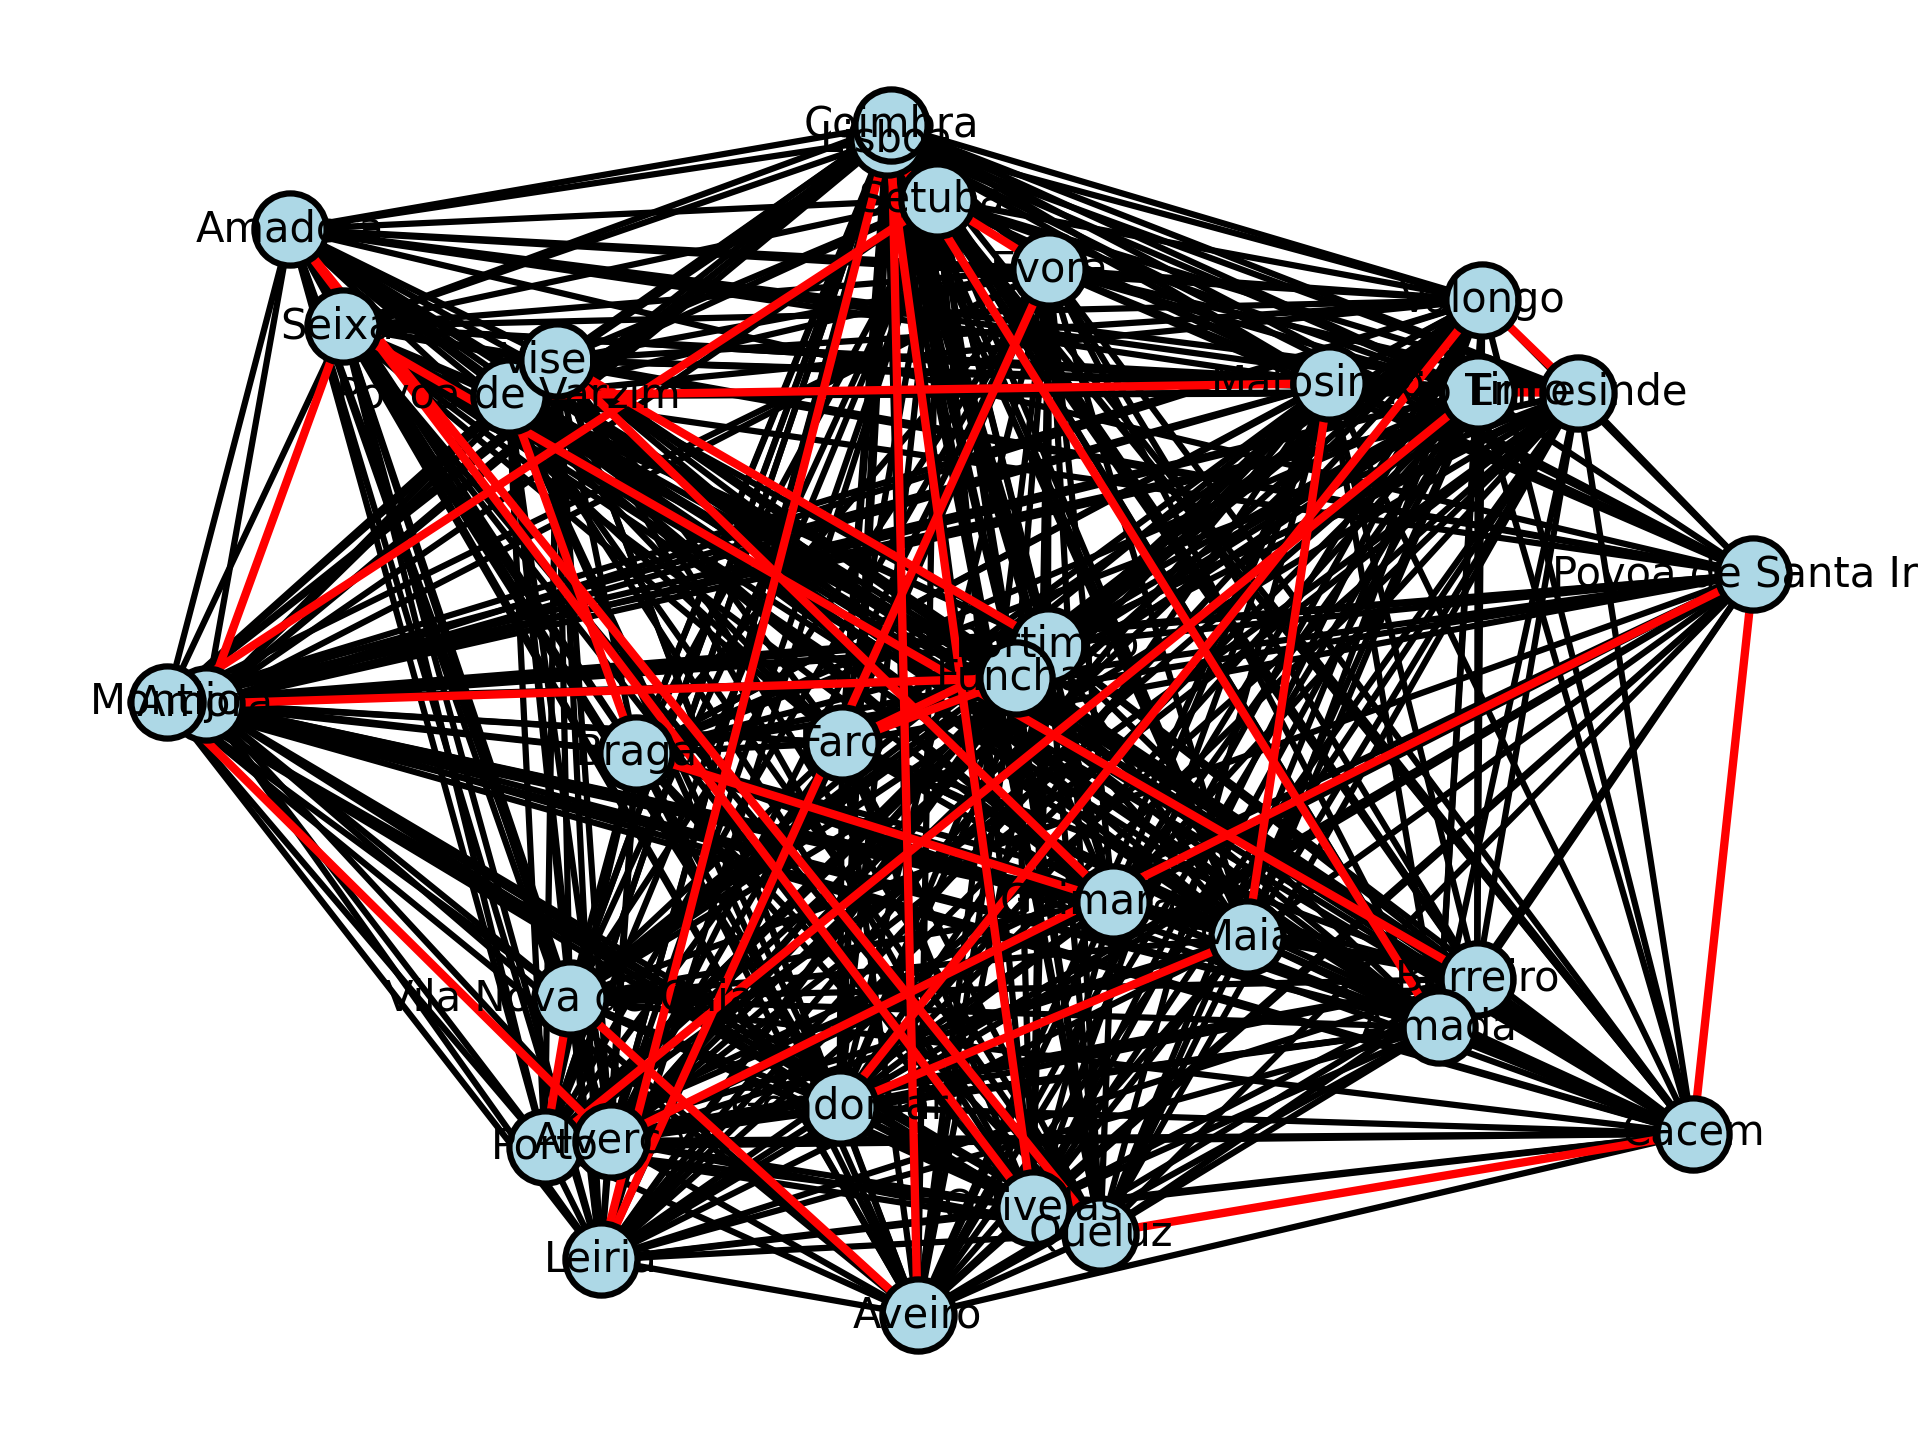 Coimbra
Lisboa
Setubal
Amadora
Evora
Valongo
Seixal
Viseu
Povoa de Varzim
Matosinhos
Rio Tinto
Ermesinde
Povoa de Santa Ir
Portimao
Funchal
Montijo
Amora
Braga
Faro
Guimaraes
Maia
Barreiro
Vila Nova de Gaia
Almada
Gondomar
Cacem
Porto
Alverca
Odivelas
Queluz
Leiria
Aveiro